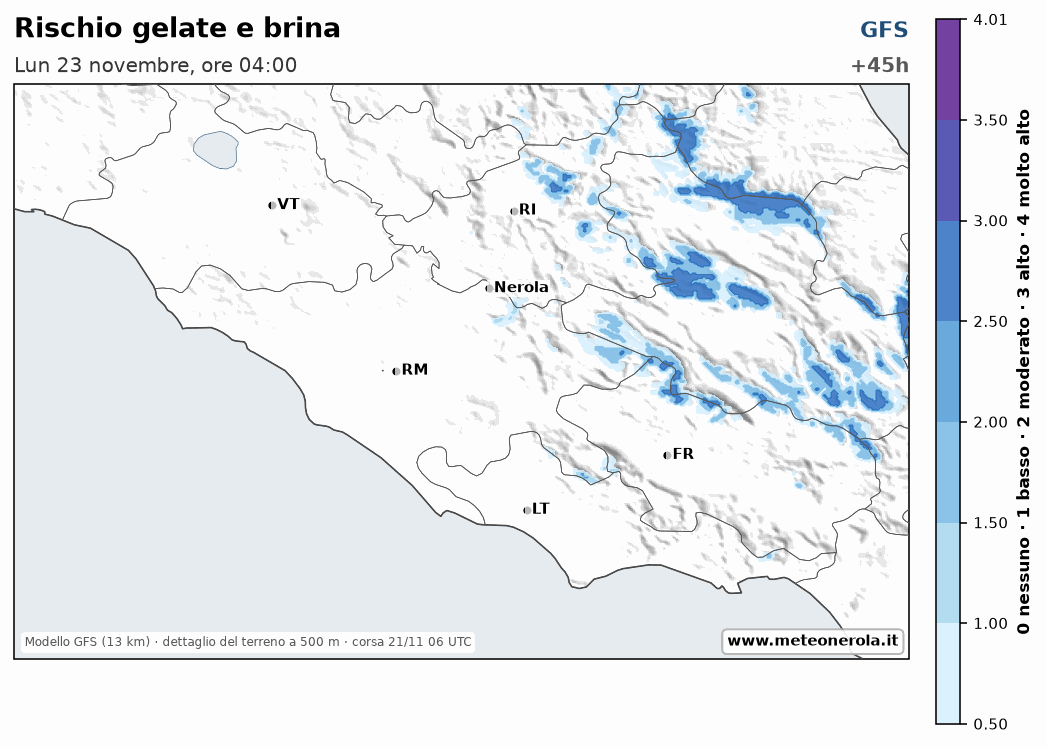 Rischio gelate e brina
GFS
Lun 23 novembre, ore 04:00
+45h
VT
RI
Nerola
RM
FR
LT
Modello GFS (13 km) · dettaglio del terreno a 500 m · corsa 21/11 06 UTC
www.meteonerola.it
4.01
3.50
3.00
2.50
2.00
1.50
1.00
0.50
0 nessuno · 1 basso · 2 moderato · 3 alto · 4 molto alto